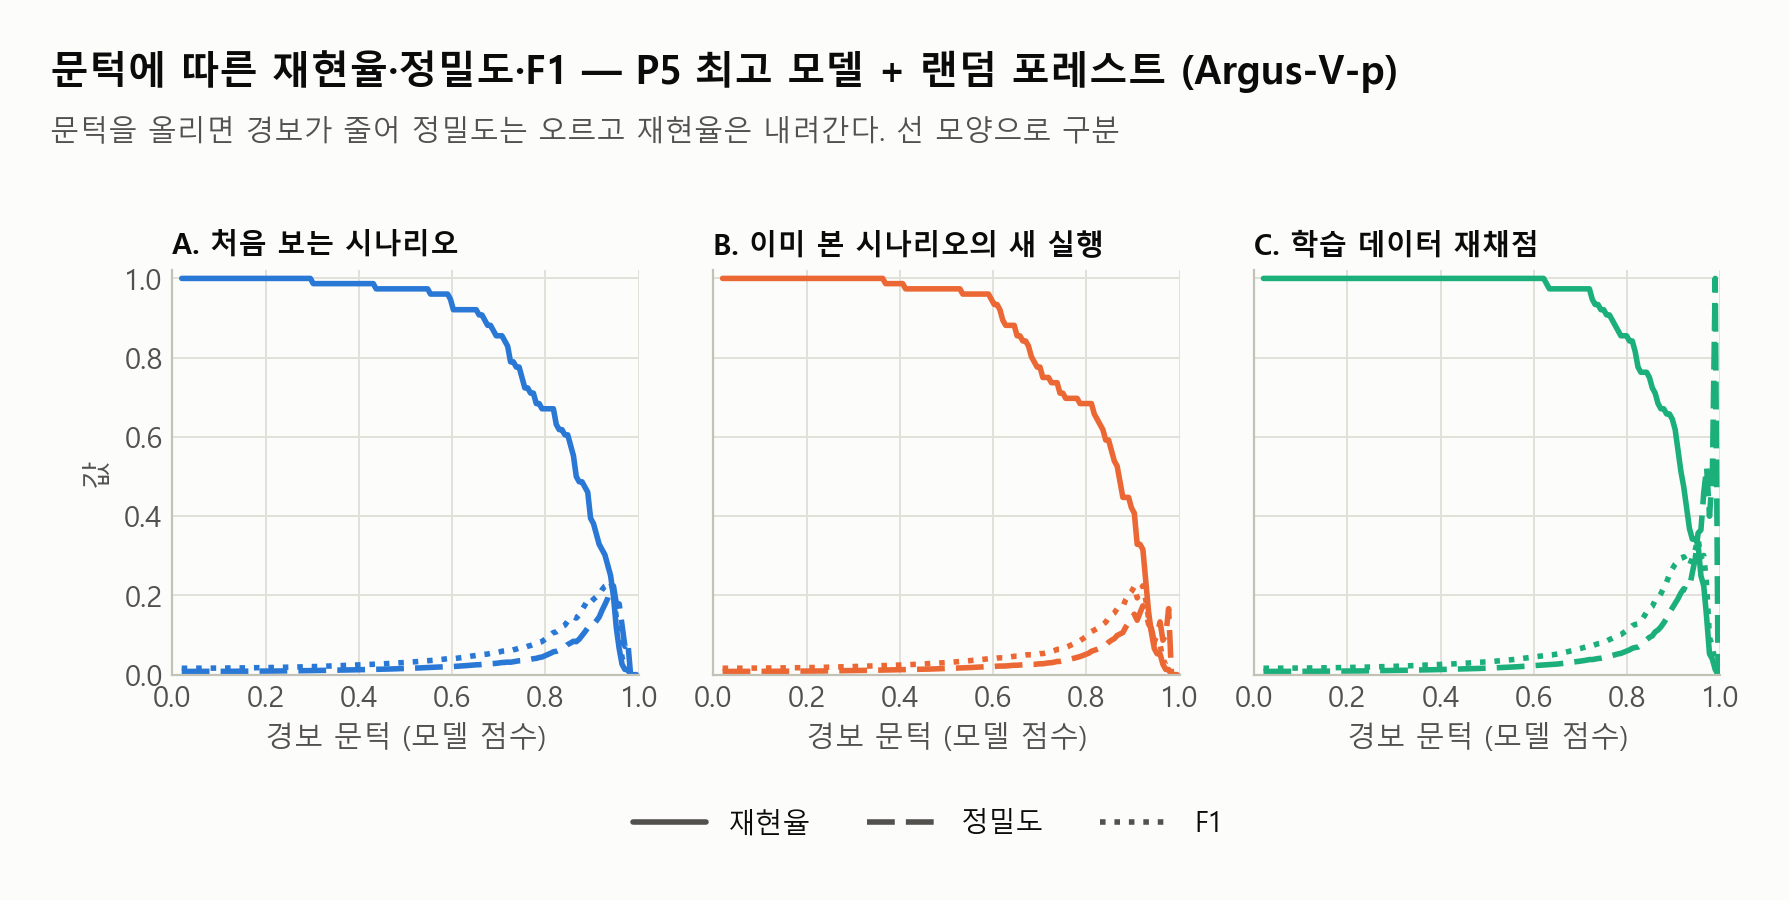 문턱에 따른 재현율·정밀도·F1 — P5 최고 모델 + 랜덤 포레스트 (Argus-V-p)
문턱을 올리면 경보가 줄어 정밀도는 오르고 재현율은 내려간다. 선 모양으로 구분
A. 처음 보는 시나리오
B. 이미 본 시나리오의 새 실행
C. 학습 데이터 재채점
값
1.0
0.8
0.6
0.4
0.2
0.0
0.0 0.2 0.4 0.6 0.8 1.0
0.0 0.2 0.4 0.6 0.8 1.0
0.0 0.2 0.4 0.6 0.8 1.0
경보 문턱 (모델 점수)
경보 문턱 (모델 점수)
경보 문턱 (모델 점수)
재현율 정밀도 F1